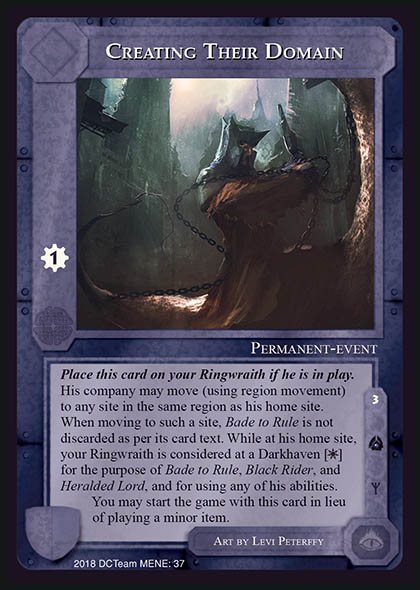 Creating Their Domain
1
Permanent-event
Place this card on your Ringwraith if he is in play.
His company may move (using region movement)
to any site in the same region as his home site.
When moving to such a site, Bade to Rule is not
discarded as per its card text. While at his home site,
your Ringwraith is considered at a Darkhaven [☀]
for the purpose of Bade to Rule, Black Rider, and
Heralded Lord, and for using any of his abilities.
You may start the game with this card in lieu
of playing a minor item.
3
Art by Levi Peterffy
2018 DCTeam MENE: 37